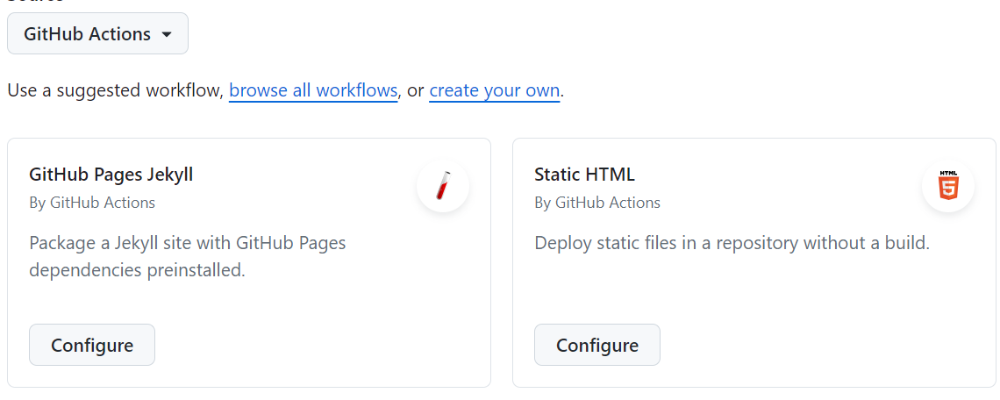 GitHub Actions
Use a suggested workflow, browse all workflows, or create your own.
GitHub Pages Jekyll
By GitHub Actions
Package a Jekyll site with GitHub Pages
dependencies preinstalled.
Configure
Static HTML
By GitHub Actions
HTML
5
Deploy static files in a repository without a build.
Configure